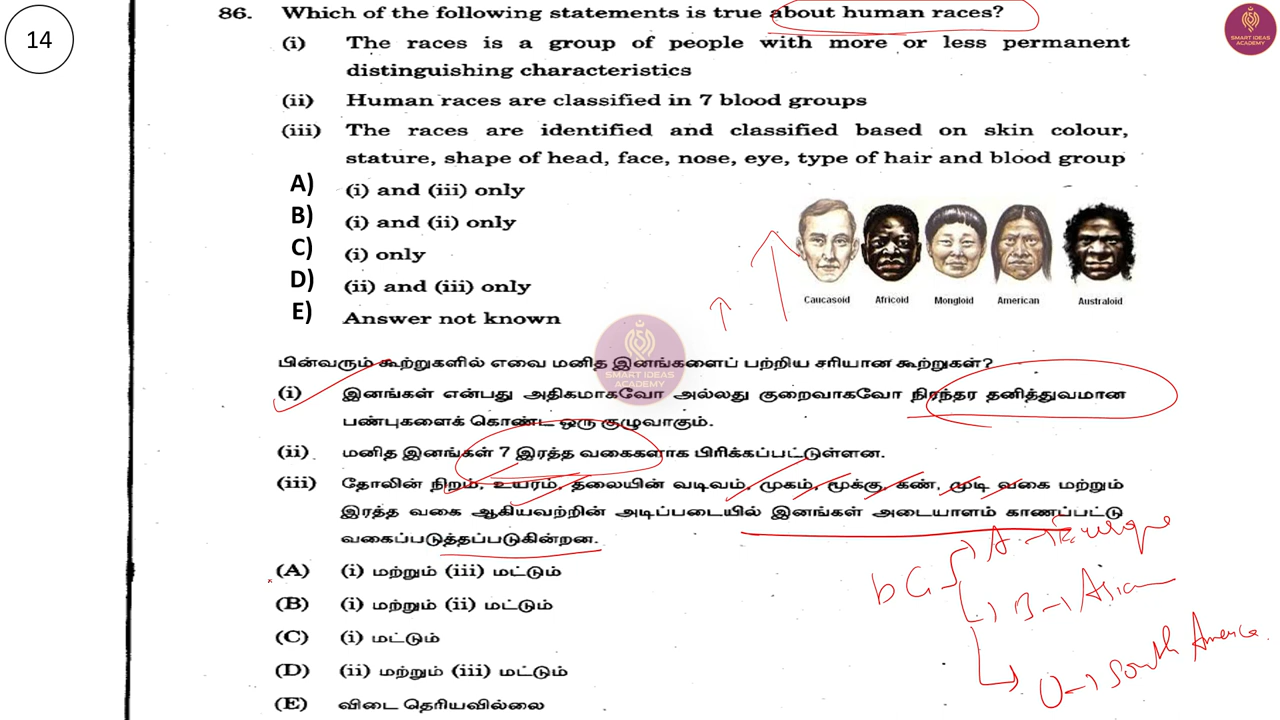 14
SMART IDEAS
ACADEMY
86. Which of the following statements is true about human races?
(i) The races is a group of people with more or less permanent
distinguishing characteristics
(ii) Human races are classified in 7 blood groups
(iii) The races are identified and classified based on skin colour,
stature, shape of head, face, nose, eye, type of hair and blood group
A) (i) and (iii) only
B) (i) and (ii) only
C) (i) only
D) (ii) and (iii) only
E) Answer not known
Caucasoid Africoid Mongloid American Australoid
SMART IDEAS
ACADEMY
பின்வரும் கூற்றுகளில் எவை மனித இனங்களைப் பற்றிய சரியான கூற்றுகள்?
(i) இனங்கள் என்பது அதிகமாகவோ அல்லது குறைவாகவோ நிரந்தர தனித்துவமான
பண்புகளைக் கொண்ட ஒரு குழுவாகும்.
(ii) மனித இனங்கள் 7 இரத்த வகைகளாக பிரிக்கப்பட்டுள்ளன.
(iii) தோலின் நிறம், உயரம், தலையின் வடிவம், முகம், மூக்கு, கண், முடி வகை மற்றும்
இரத்த வகை ஆகியவற்றின் அடிப்படையில் இனங்கள் அடையாளம் காணப்பட்டு
வகைப்படுத்தப்படுகின்றன.
(A) (i) மற்றும் (iii) மட்டும்
(B) (i) மற்றும் (ii) மட்டும்
(C) (i) மட்டும்
(D) (ii) மற்றும் (iii) மட்டும்
(E) விடை தெரியவில்லை
A → Europe
bG B → Asian
O → South America